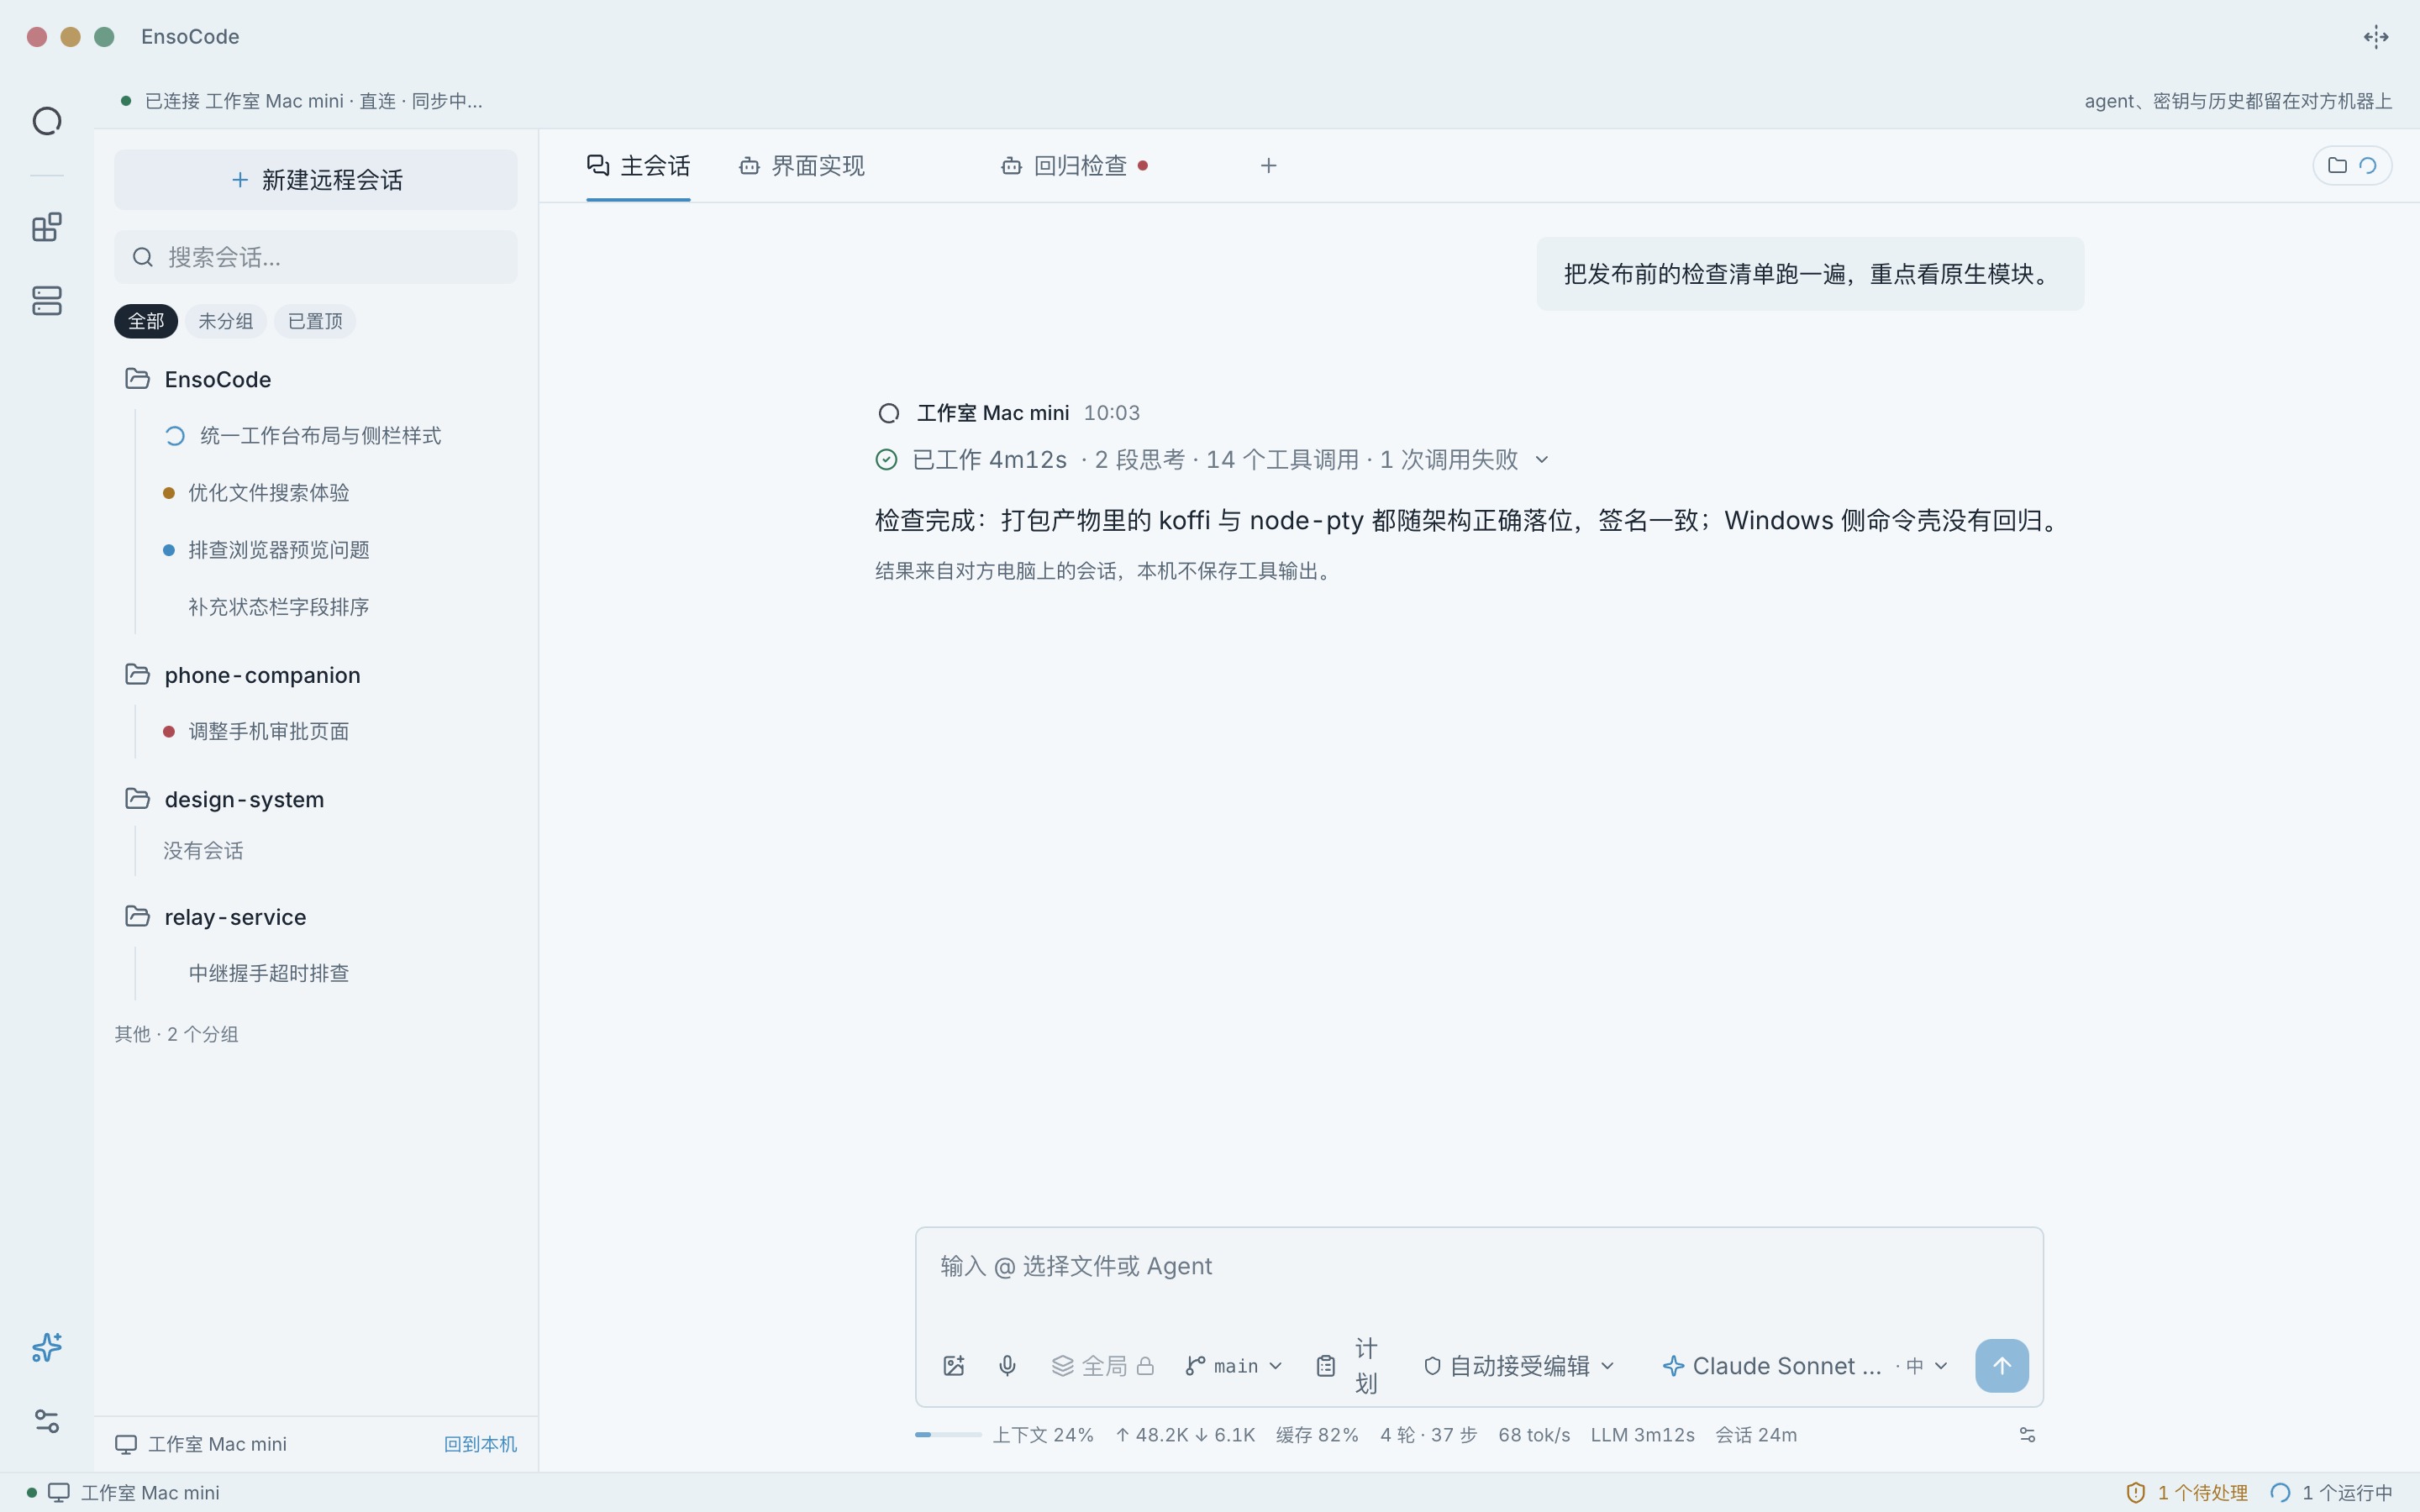 EnsoCode
已连接 工作室 Mac mini · 直连 · 同步中...
agent、密钥与历史都留在对方机器上
新建远程会话
搜索会话...
全部 未分组 已置顶
EnsoCode
统一工作台布局与侧栏样式
优化文件搜索体验
排查浏览器预览问题
补充状态栏字段排序
phone-companion
调整手机审批页面
design-system
没有会话
relay-service
中继握手超时排查
其他 · 2 个分组
工作室 Mac mini 回到本机
主会话 界面实现 回归检查
把发布前的检查清单跑一遍，重点看原生模块。
工作室 Mac mini 10:03
已工作 4m12s · 2 段思考 · 14 个工具调用 · 1 次调用失败
检查完成：打包产物里的 koffi 与 node-pty 都随架构正确落位，签名一致；Windows 侧命令壳没有回归。
结果来自对方电脑上的会话，本机不保存工具输出。
输入 @ 选择文件或 Agent
全局 main 计划 自动接受编辑 Claude Sonnet ... · 中
上下文 24% ↑ 48.2K ↓ 6.1K 缓存 82% 4 轮 · 37 步 68 tok/s LLM 3m12s 会话 24m
工作室 Mac mini
1 个待处理 1 个运行中